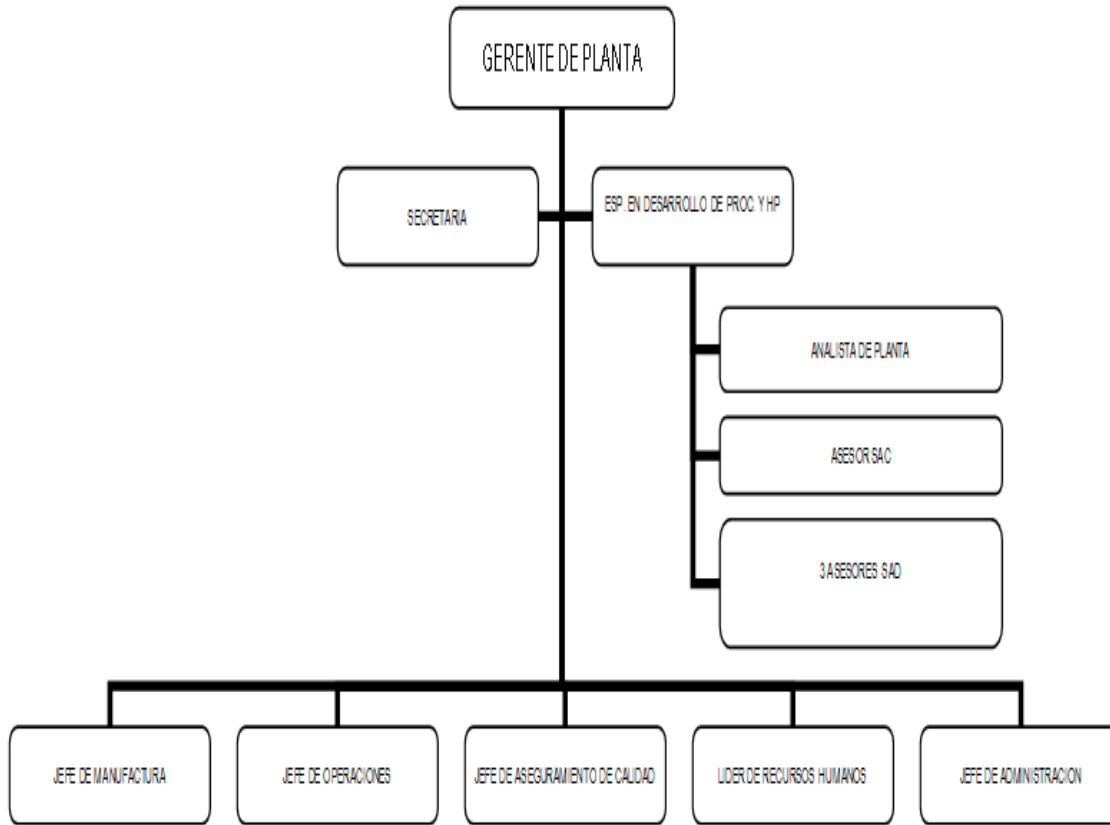 GERENTE DE PLANTA
SECRETARIA
ESP. EN DESARROLLO DE PROC. Y HP
ANALISTA DE PLANTA
ASESOR SAC
3 ASESORES SAD
JEFE DE MANUFACTURA
JEFE DE OPERACIONES
JEFE DE ASEGURAMIENTO DE CALIDAD
LIDER DE RECURSOS HUMANOS
JEFE DE ADMINISTRACION